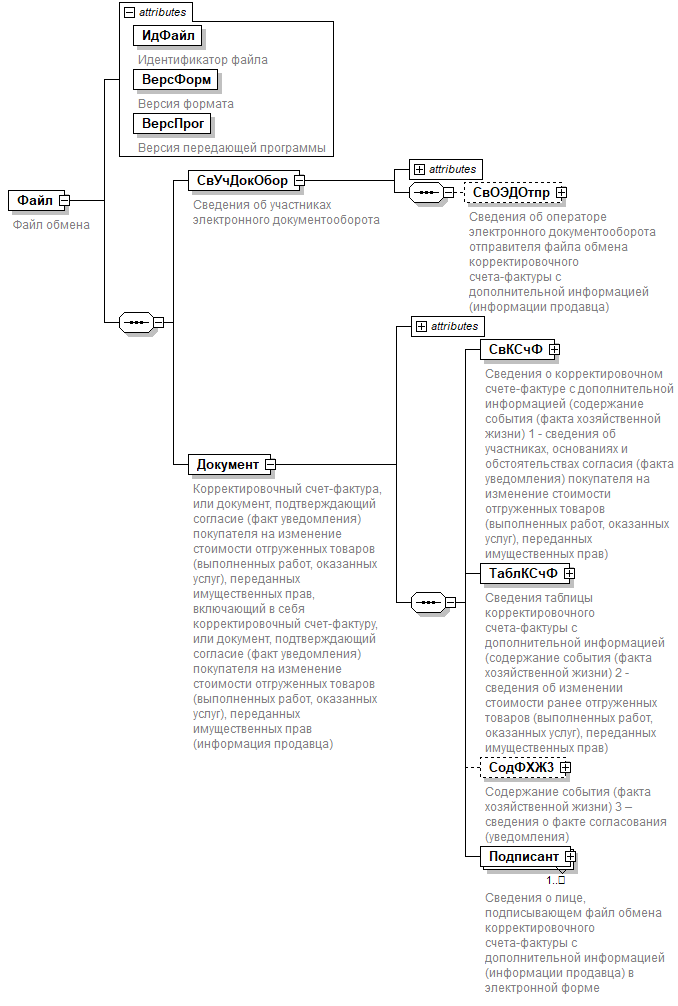 attributes
ИдФайл
Идентификатор файла
ВерсФорм
Версия формата
ВерсПрог
Версия передающей программы
Файл
Файл обмена
СвУчДокОбор
Сведения об участниках
электронного документооборота
attributes
СвОЭДОтпр
Сведения об операторе
электронного документооборота
отправителя файла обмена
корректировочного
счета-фактуры с
дополнительной информацией
(информации продавца)
Документ
Корректировочный счет-фактура,
или документ, подтверждающий
согласие (факт уведомления)
покупателя на изменение
стоимости отгруженных товаров
(выполненных работ, оказанных
услуг), переданных
имущественных прав,
включающий в себя
корректировочный счет-фактуру,
или документ, подтверждающий
согласие (факт уведомления)
покупателя на изменение
стоимости отгруженных товаров
(выполненных работ, оказанных
услуг), переданных
имущественных прав
(информация продавца)
attributes
СвКСчФ
Сведения о корректировочном
счете-фактуре с дополнительной
информацией (содержание
события (факта хозяйственной
жизни) 1 - сведения об
участниках, основаниях и
обстоятельствах согласия (факта
уведомления) покупателя на
изменение стоимости
отгруженных товаров
(выполненных работ, оказанных
услуг), переданных
имущественных прав)
ТаблКСчФ
Сведения таблицы
корректировочного
счета-фактуры с
дополнительной информацией
(содержание события (факта
хозяйственной жизни) 2 -
сведения об изменении
стоимости ранее отгруженных
товаров (выполненных работ,
оказанных услуг), переданных
имущественных прав)
СодФХЖ3
Содержание события (факта
хозяйственной жизни) 3 –
сведения о факте согласования
(уведомления)
Подписант
1..
Сведения о лице,
подписывающем файл обмена
корректировочного
счета-фактуры с
дополнительной информацией
(информации продавца) в
электронной форме